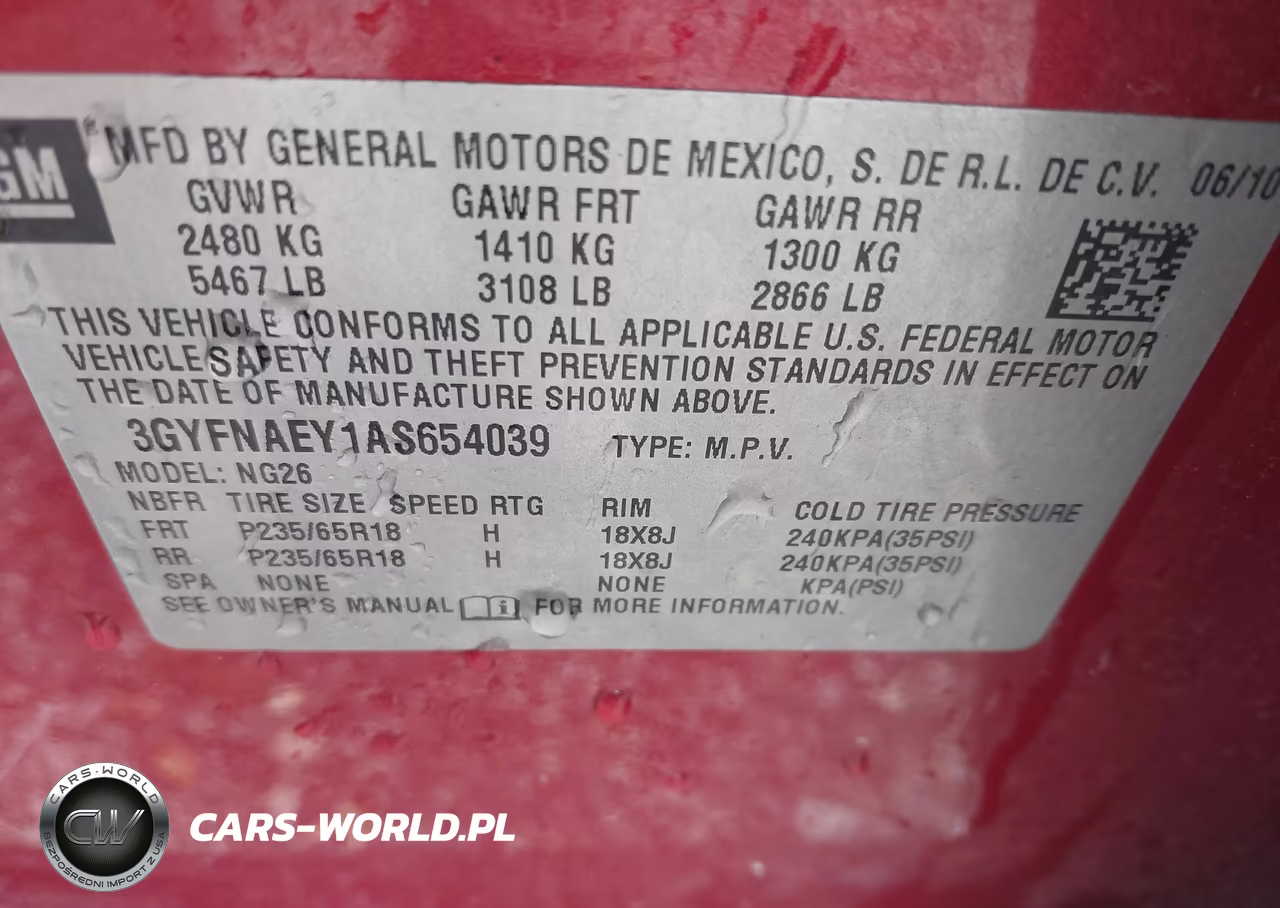 GM
MFD BY GENERAL MOTORS DE MEXICO, S. DE R.L. DE C.V. 06/10
GVWR GAWR FRT GAWR RR
2480 KG 1410 KG 1300 KG
5467 LB 3108 LB 2866 LB
THIS VEHICLE CONFORMS TO ALL APPLICABLE U.S. FEDERAL MOTOR
VEHICLE SAFETY AND THEFT PREVENTION STANDARDS IN EFFECT ON
THE DATE OF MANUFACTURE SHOWN ABOVE.
3GYFNAEY1AS654039 TYPE: M.P.V.
MODEL: NG26
NBFR TIRE SIZE SPEED RTG RIM COLD TIRE PRESSURE
FRT P235/65R18 H 18X8J 240KPA(35PSI)
RR P235/65R18 H 18X8J 240KPA(35PSI)
SPA NONE NONE KPA(PSI)
SEE OWNER'S MANUAL i FOR MORE INFORMATION.
CARS-WORLD
CW
BEZPOŚREDNI IMPORT Z USA
CARS-WORLD.PL